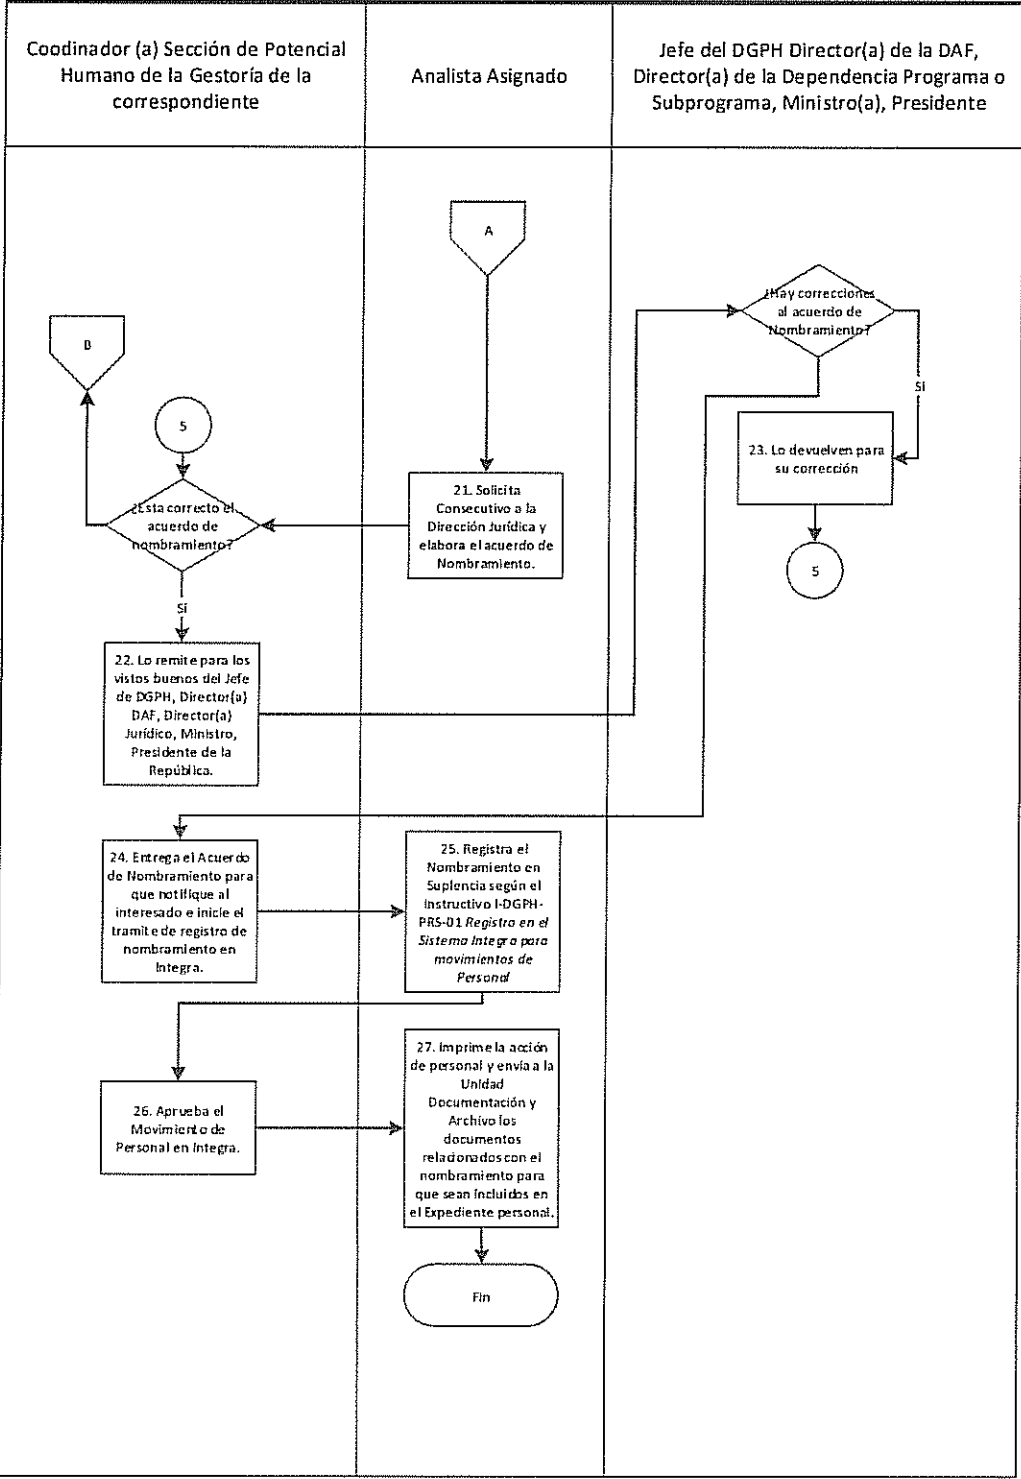 Coodinador (a) Sección de Potencial
Humano de la Gestoría de la
correspondiente
Analista Asignado
Jefe del DGPH Director(a) de la DAF,
Director(a) de la Dependencia Programa o
Subprograma, Ministro(a), Presidente
A
¿Hay correcciones
al acuerdo de
Nombramiento?
Si
B
5
23. Lo devuelven para
su corrección
5
21. Solicita
Consecutivo a la
Dirección Jurídica y
elabora el acuerdo de
Nombramiento.
¿Esta correcto el
acuerdo de
nombramiento?
Si
22. Lo remite para los
vistos buenos del Jefe
de DGPH, Director(a)
DAF, Director(a)
Jurídico, Ministro,
Presidente de la
República.
24. Entrega el Acuerdo
de Nombramiento para
que notifique al
interesado e inicie el
tramite de registro de
nombramiento en
Integra.
25. Registra el
Nombramiento en
Suplencia según el
Instructivo I-DGPH-
PRS-01 Registro en el
Sistema Integra para
movimientos de
Personal
26. Aprueba el
Movimiento de
Personal en Integra.
27. Imprime la acción
de personal y envía a la
Unidad
Documentación y
Archivo los
documentos
relacionados con el
nombramiento para
que sean incluidos en
el Expediente personal.
Fin